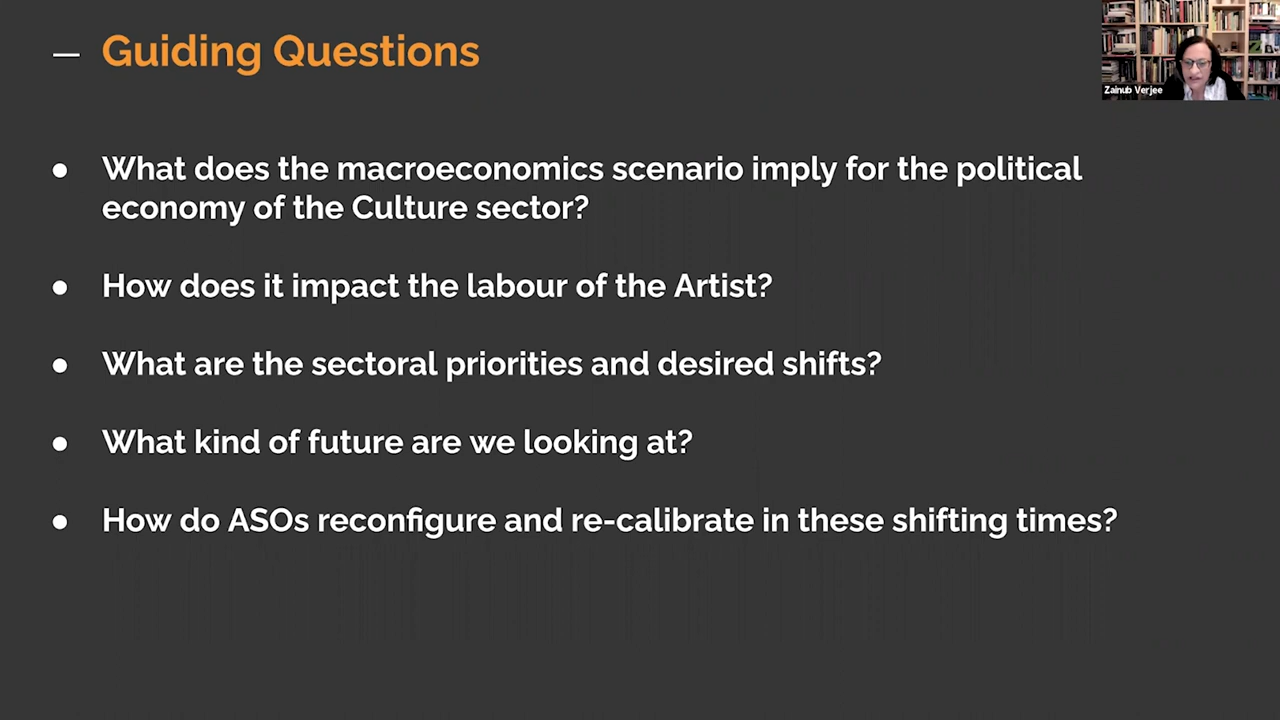 — Guiding Questions
Zainub Verjee
● What does the macroeconomics scenario imply for the political
economy of the Culture sector?
● How does it impact the labour of the Artist?
● What are the sectoral priorities and desired shifts?
● What kind of future are we looking at?
● How do ASOs reconfigure and re-calibrate in these shifting times?